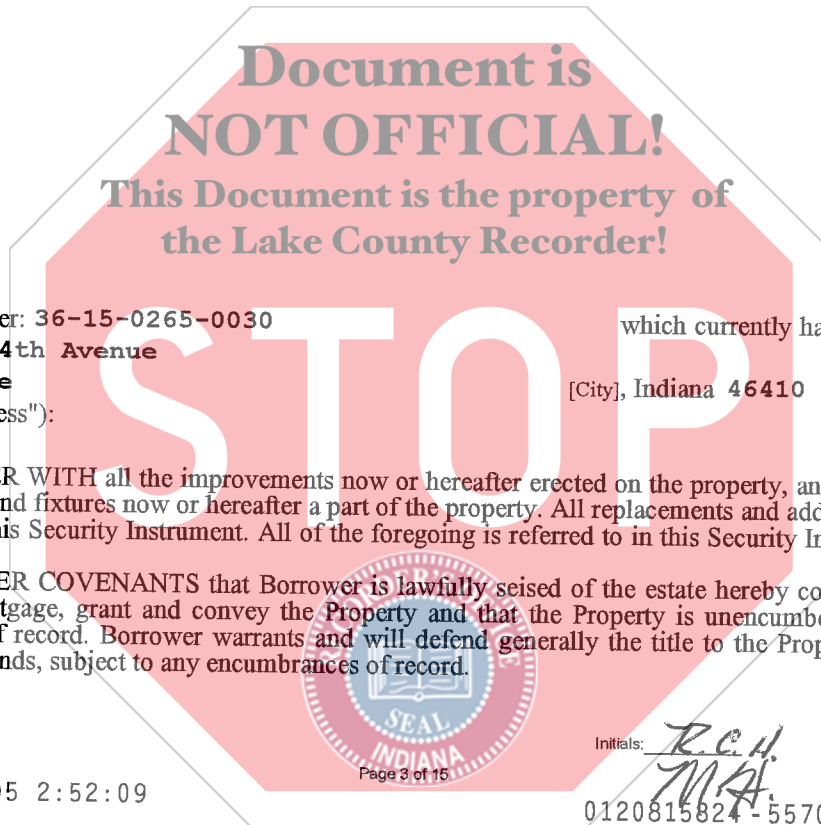 Document is
NOT OFFICIAL!
This Document is the property of
the Lake County Recorder!
STOP
er: 36-15-0265-0030 which currently ha
4th Avenue
e [City], Indiana 46410
ess"):
R WITH all the improvements now or hereafter erected on the property, an
nd fixtures now or hereafter a part of the property. All replacements and add
is Security Instrument. All of the foregoing is referred to in this Security In
ER COVENANTS that Borrower is lawfully seised of the estate hereby co
tgage, grant and convey the Property and that the Property is unencumbe
f record. Borrower warrants and will defend generally the title to the Prop
nds, subject to any encumbrances of record.
SEAL
INDIANA
Initials: R.C.H.
M.H.
Page 3 of 15
5 2:52:09
0120815824 - 5570